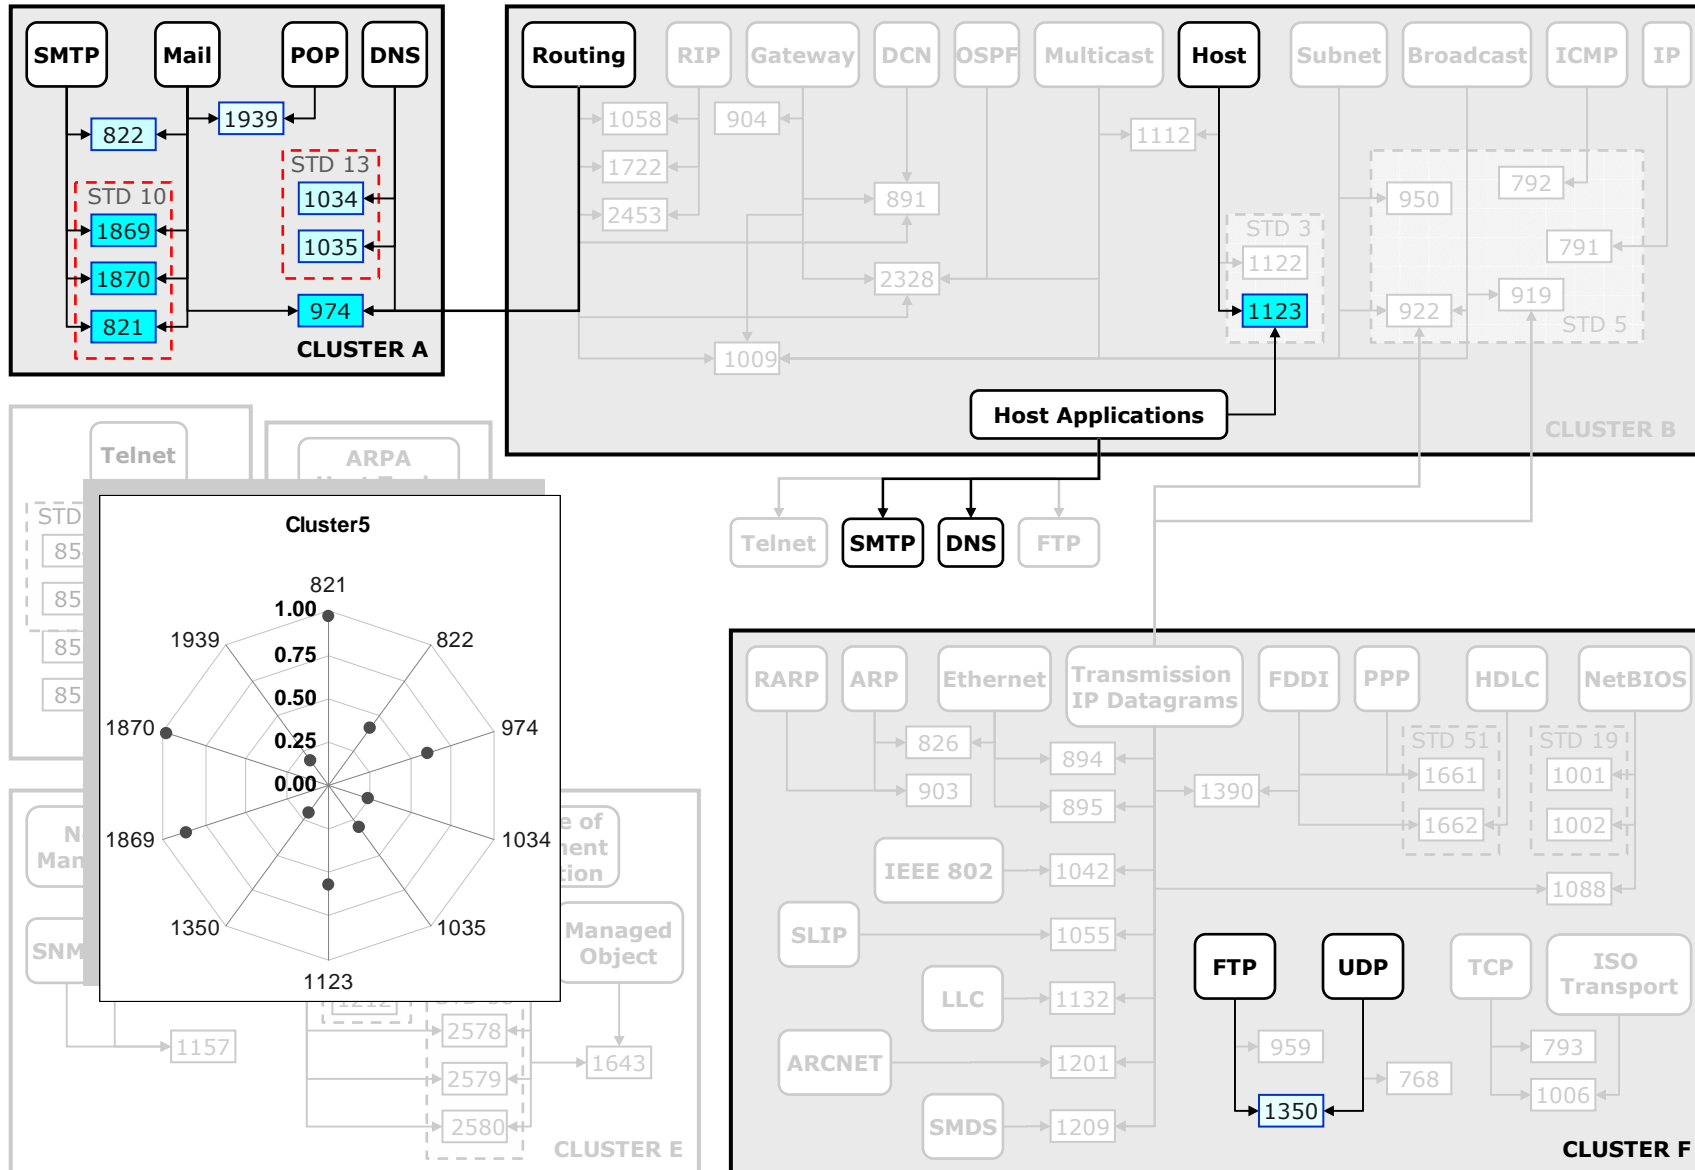 SMTP Mail POP DNS
822 1939
STD 13
STD 10 1034
1869 1035
1870
821 974
CLUSTER A
Routing RIP Gateway DCN OSPF Multicast Host Subnet Broadcast ICMP IP
1058 904 1112
1722 792
2453 891 950
STD 3 791
1122
2328 919
1123 922
STD 5
1009
Host Applications
CLUSTER B
Telnet SMTP DNS FTP
Telnet
ARPA
STD
Cluster5
821
1.00
1939 822
0.75
0.50
1870 974
0.25
0.00
1869 1034
1350 1035
1123
Managed
Object
1212
2578
1157 1643
2579
2580
CLUSTER E
RARP ARP Ethernet Transmission
IP Datagrams
FDDI PPP HDLC NetBIOS
826 894 STD 51 STD 19
903 895 1390 1661 1001
1662 1002
IEEE 802 1042 1088
SLIP 1055
FTP UDP TCP ISO
Transport
LLC 1132
959 793
ARCNET 1201 768
1350 1006
SMDS 1209
CLUSTER F